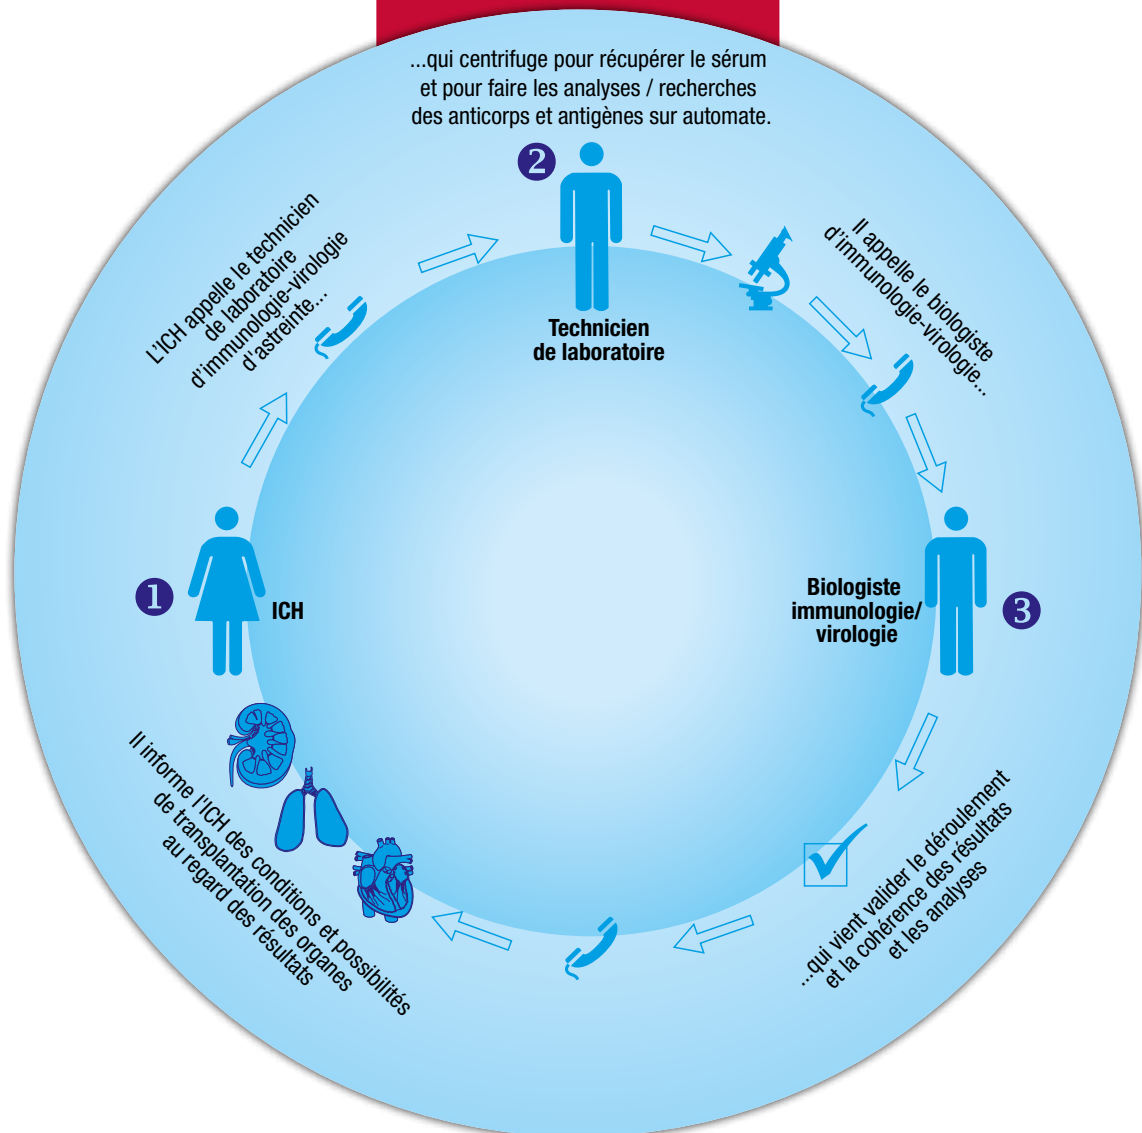 ...qui centrifuge pour récupérer le sérum
et pour faire les analyses / recherches
des anticorps et antigènes sur automate.
2
L'ICH appelle le technicien
de laboratoire
d'immunologie-virologie
d'astreinte...
Il appelle le biologiste
d'immunologie-virologie...
Technicien
de laboratoire
1
ICH
Biologiste
immunologie/
virologie
3
Il informe l'ICH des conditions et possibilités
de transplantation des organes
au regard des résultats
...qui vient valider le déroulement
et la cohérence des résultats
et les analyses